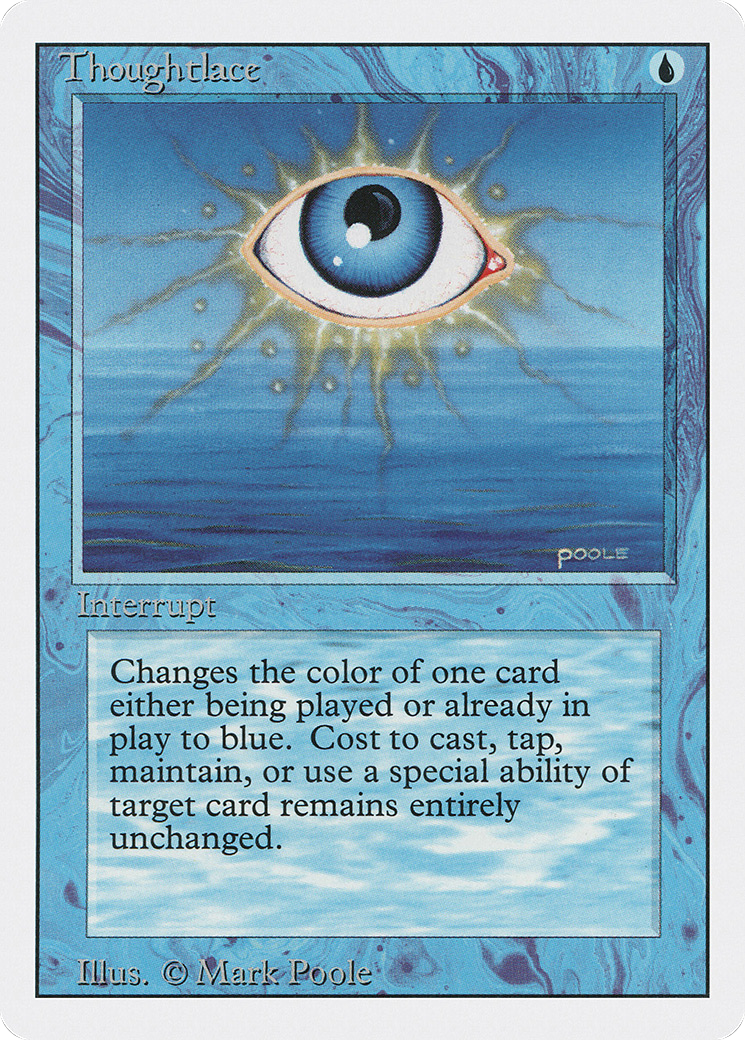 Thoughtlace
POOLE
Interrupt
Changes the color of one card
either being played or already in
play to blue. Cost to cast, tap,
maintain, or use a special ability of
target card remains entirely
unchanged.
Illus. © Mark Poole